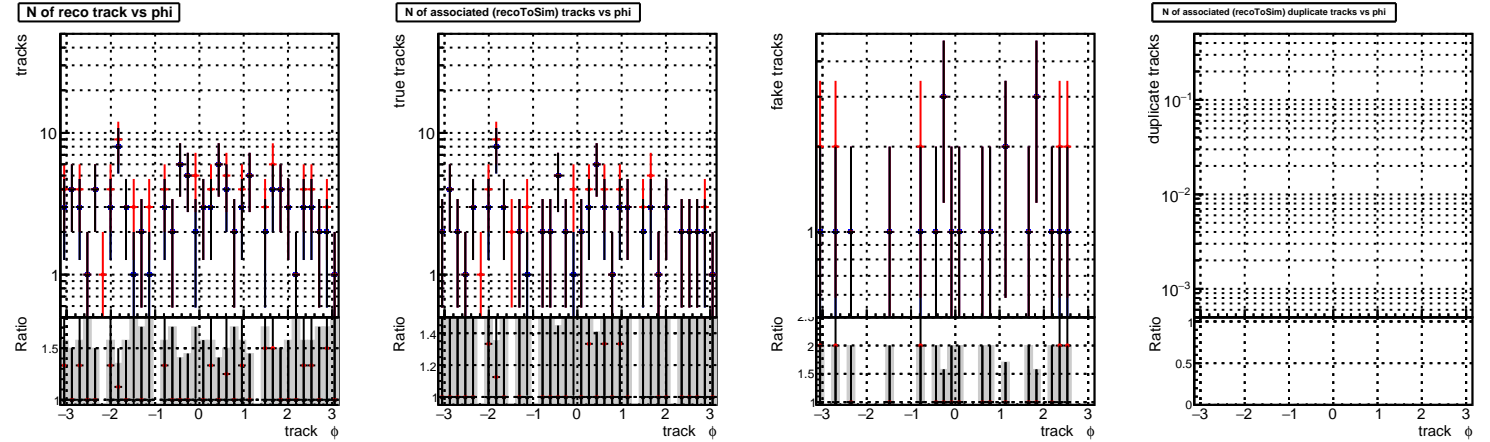 N of reco track vs phi
tracks
10
1
Ratio
1.5
1
−3 −2 −1 0 1 2 3
track ϕ
N of associated (recoToSim) tracks vs phi
true tracks
10
1
Ratio
1.4
1.2
1
−3 −2 −1 0 1 2 3
track ϕ
fake tracks
1
Ratio
2.5
2
1.5
1
−3 −2 −1 0 1 2 3
track ϕ
N of associated (recoToSim) duplicate tracks vs phi
duplicate tracks
10⁻¹
10⁻²
10⁻³
Ratio
1
0.5
0
−3 −2 −1 0 1 2 3
track ϕ